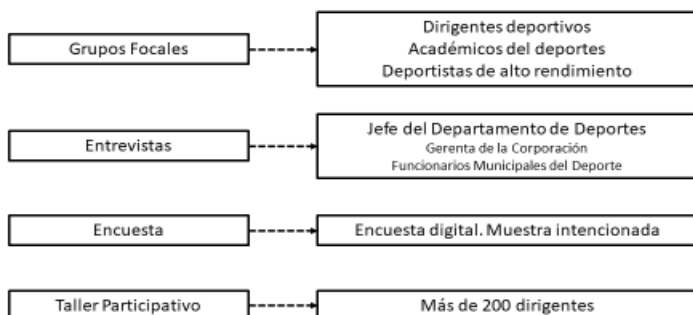 Grupos Focales
Dirigentes deportivos
Académicos del deportes
Deportistas de alto rendimiento
Entrevistas
Jefe del Departamento de Deportes
Gerenta de la Corporación
Funcionarios Municipales del Deporte
Encuesta
Encuesta digital. Muestra intencionada
Taller Participativo
Más de 200 dirigentes